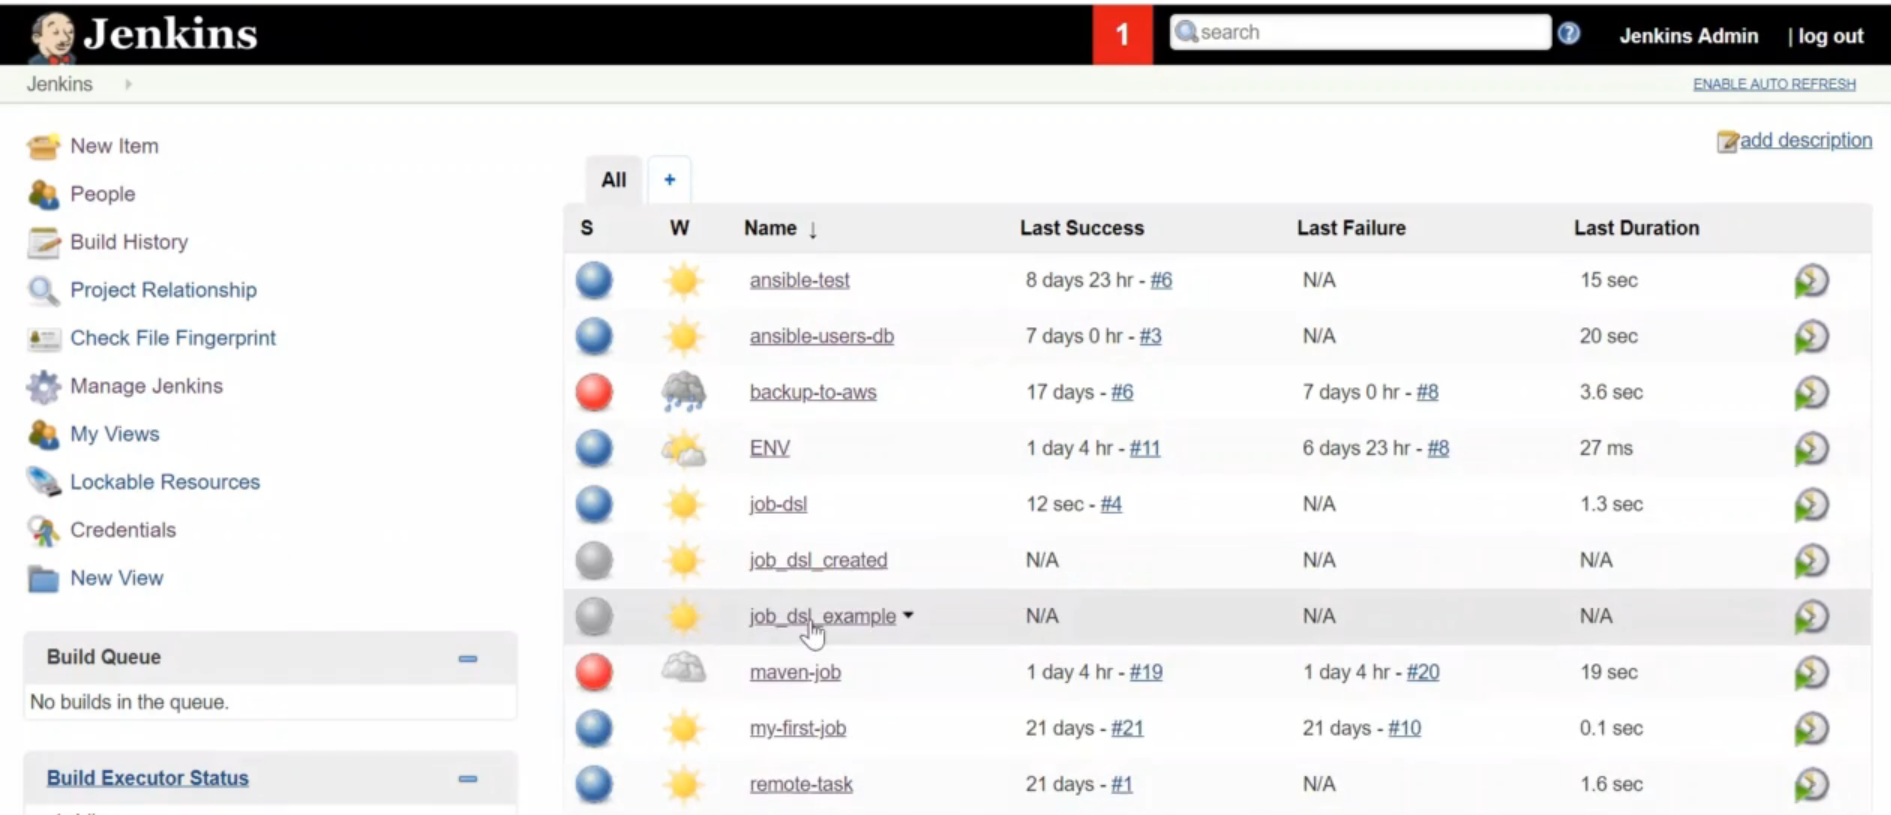 Jenkins
1
search
Jenkins Admin
| log out
Jenkins
ENABLE AUTO REFRESH
New Item
People
Build History
Project Relationship
Check File Fingerprint
Manage Jenkins
My Views
Lockable Resources
Credentials
New View
Build Queue
No builds in the queue.
Build Executor Status
add description
All +
S W Name ↓ Last Success Last Failure Last Duration
ansible-test 8 days 23 hr - #6 N/A 15 sec
ansible-users-db 7 days 0 hr - #3 N/A 20 sec
backup-to-aws 17 days - #6 7 days 0 hr - #8 3.6 sec
ENV 1 day 4 hr - #11 6 days 23 hr - #8 27 ms
job-dsl 12 sec - #4 N/A 1.3 sec
job_dsl_created N/A N/A N/A
job_dsl_example N/A N/A N/A
maven-job 1 day 4 hr - #19 1 day 4 hr - #20 19 sec
my-first-job 21 days - #21 21 days - #10 0.1 sec
remote-task 21 days - #1 N/A 1.6 sec